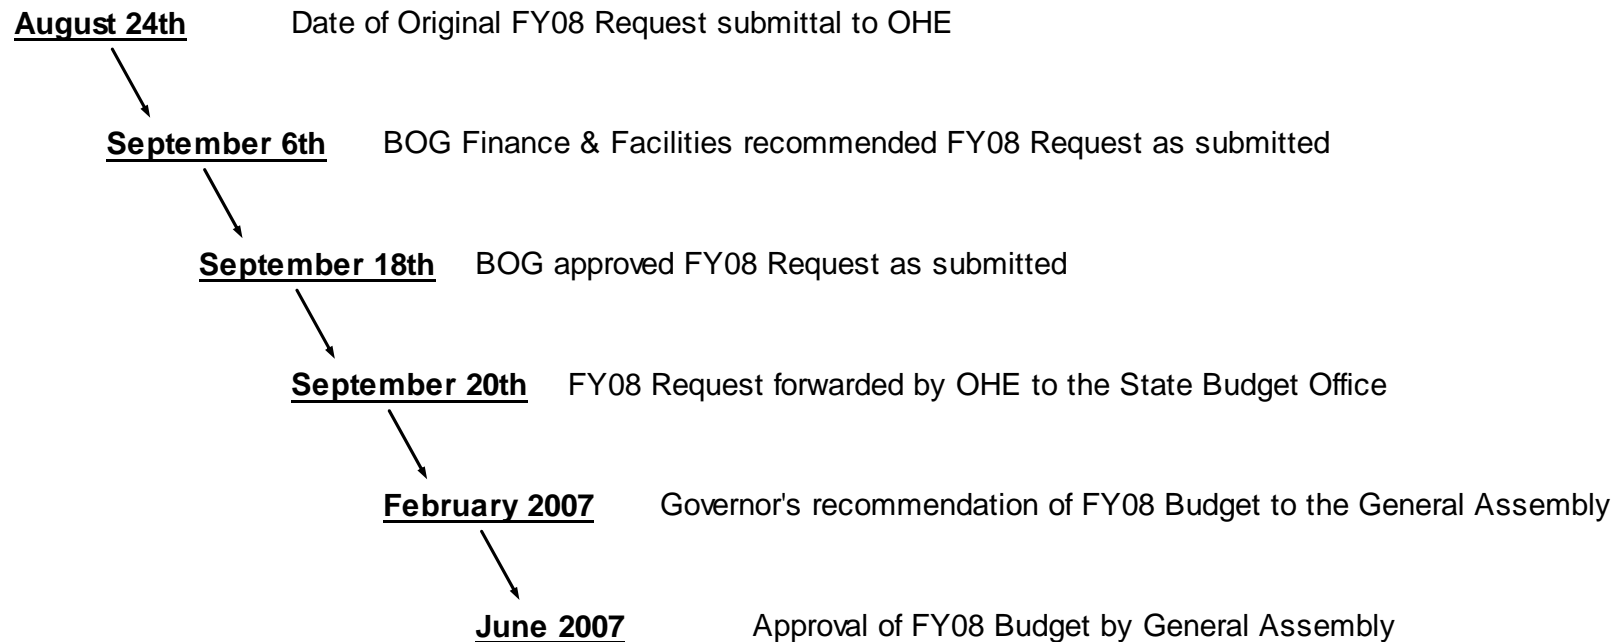 August 24th Date of Original FY08 Request submittal to OHE
September 6th BOG Finance & Facilities recommended FY08 Request as submitted
September 18th BOG approved FY08 Request as submitted
September 20th FY08 Request forwarded by OHE to the State Budget Office
February 2007 Governor's recommendation of FY08 Budget to the General Assembly
June 2007 Approval of FY08 Budget by General Assembly